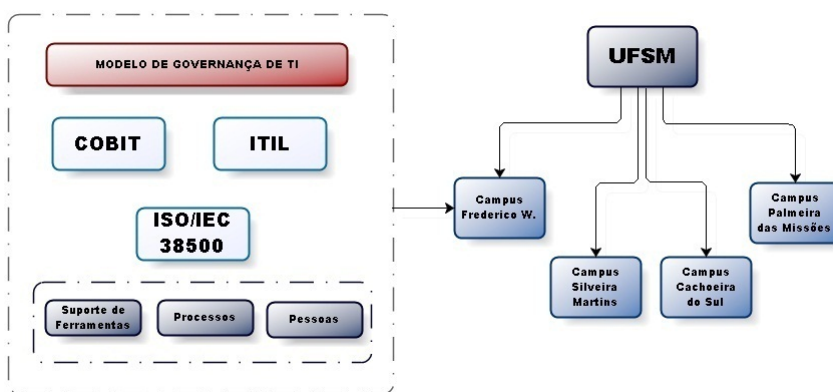 MODELO DE GOVERNANÇA DE TI
COBIT
ITIL
ISO/IEC
38500
Suporte de
Ferramentas
Processos
Pessoas
UFSM
Campus
Frederico W.
Campus
Silveira
Martins
Campus
Cachoeira
do Sul
Campus
Palmeira
das Missões